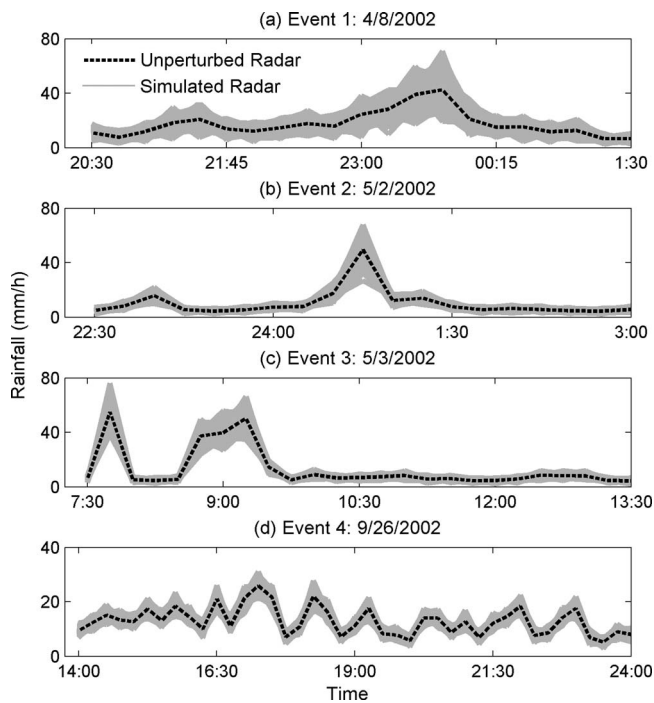 (a) Event 1: 4/8/2002
80
40
0
Unperturbed Radar
Simulated Radar
20:30 21:45 23:00 00:15 1:30
(b) Event 2: 5/2/2002
80
40
0
22:30 24:00 1:30 3:00
Rainfall (mm/h)
(c) Event 3: 5/3/2002
80
40
0
7:30 9:00 10:30 12:00 13:30
(d) Event 4: 9/26/2002
40
20
0
14:00 16:30 19:00 21:30 24:00
Time